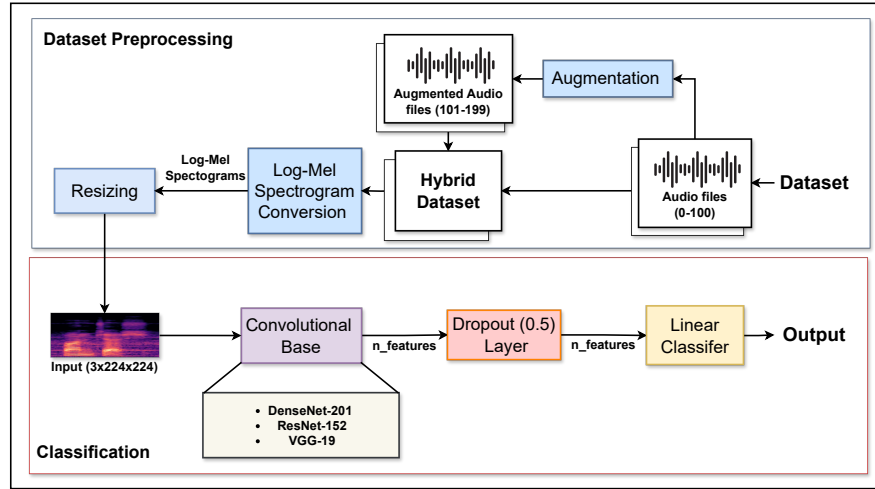 Dataset Preprocessing
Augmented Audio
files (101-199)
Augmentation
Log-Mel
Spectrograms
Resizing
Log-Mel
Spectrogram
Conversion
Hybrid
Dataset
Audio files
(0-100)
Dataset
Input (3x224x224)
Convolutional
Base
n_features
Dropout (0.5)
Layer
n_features
Linear
Classifer
Output
• DenseNet-201
• ResNet-152
• VGG-19
Classification